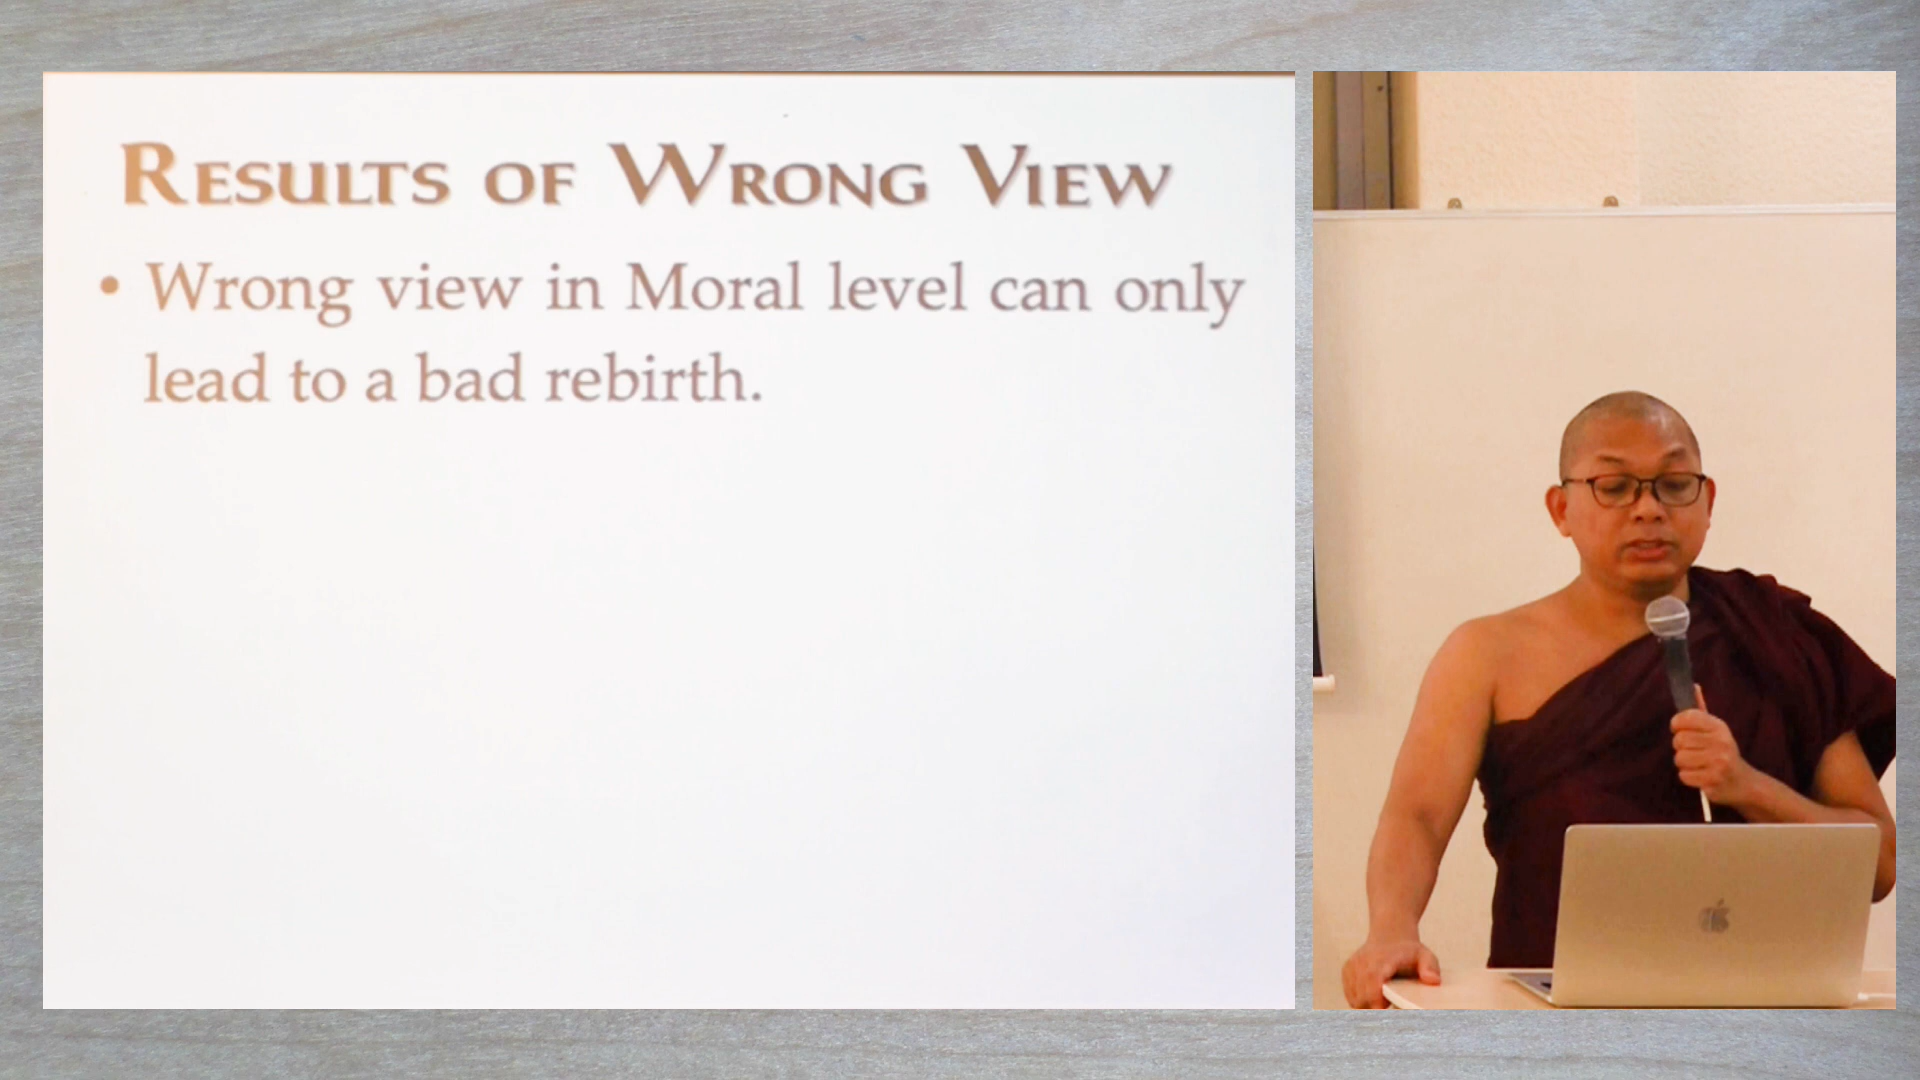 RESULTS OF WRONG VIEW
• Wrong view in Moral level can only
lead to a bad rebirth.